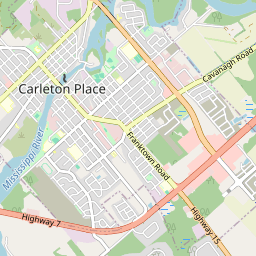 Cavanagh Road
Carleton Place
Mississippi River
Franktown Road
Highway 7
Highway 15